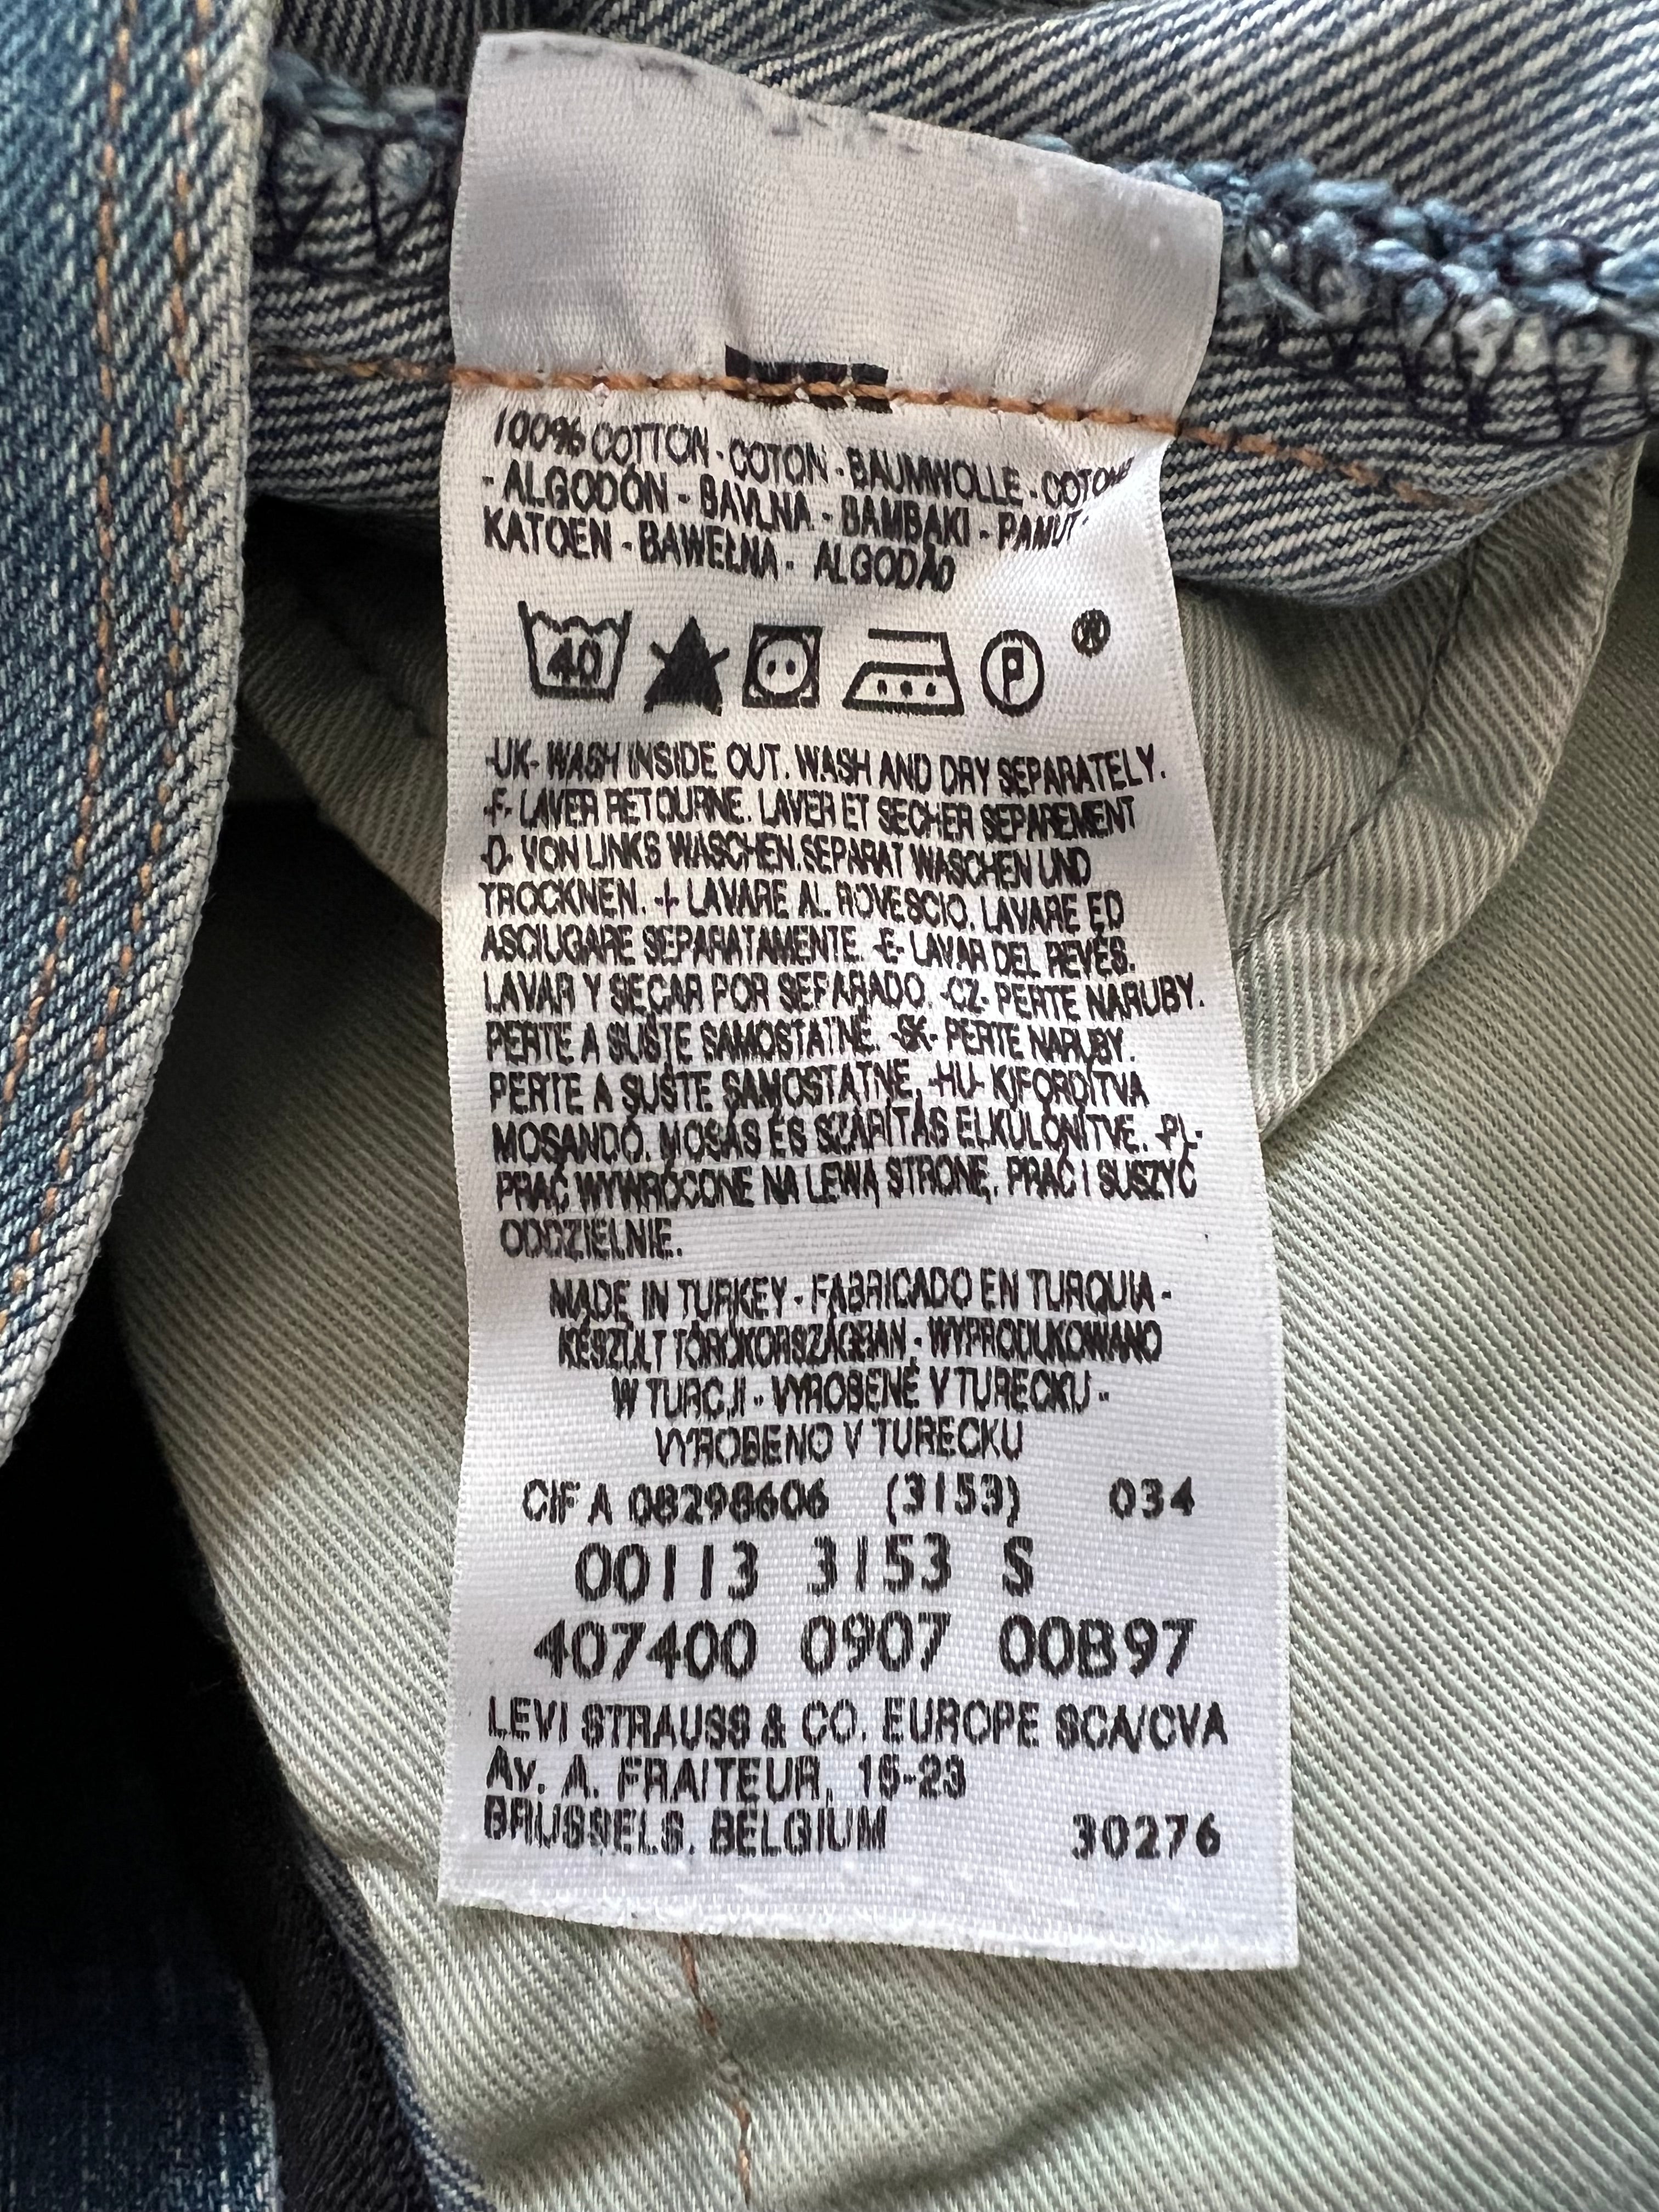 100% COTTON - COTON - BAUMWOLLE - COTONE
- ALGODÓN - BAVLNA - BAMBAKI - PAMUT -
KATOEN - BAWEŁNA - ALGODÃO
40 P ®
-UK- WASH INSIDE OUT. WASH AND DRY SEPARATELY.
-F- LAVER RETOURNE. LAVER ET SECHER SEPAREMENT
-D- VON LINKS WASCHEN.SEPARAT WASCHEN UND
TROCKNEN. -I- LAVARE AL ROVESCIO. LAVARE ED
ASCIUGARE SEPARATAMENTE. -E- LAVAR DEL REVÉS.
LAVAR Y SECAR POR SEPARADO. -CZ- PERTE NARUBY.
PERTE A SUŠTE SAMOSTATNĚ. -SK- PERTE NARUBY.
PERTE A SUŠTE SAMOSTATNE. -HU- KIFORDÍTVA
MOSANDÓ. MOSÁS ÉS SZÁRÍTÁS ELKÜLÖNÍTVE. -PL-
PRAĆ WYWRÓCONE NA LEWĄ STRONĘ. PRAĆ I SUSZYĆ
ODDZIELNIE.
MADE IN TURKEY - FABRICADO EN TURQUIA -
KÉSZÜLT TÖRÖKORSZÁGBAN - WYPRODUKOWANO
W TURCJI - VYROBENÉ V TURECKU -
VYROBENO V TURECKU
CIF A 08298606 (3153) 034
00113 3153 S
407400 0907 00B97
LEVI STRAUSS & CO. EUROPE SCA/CVA
AV. A. FRAITEUR, 15-23
BRUSSELS. BELGIUM 30276